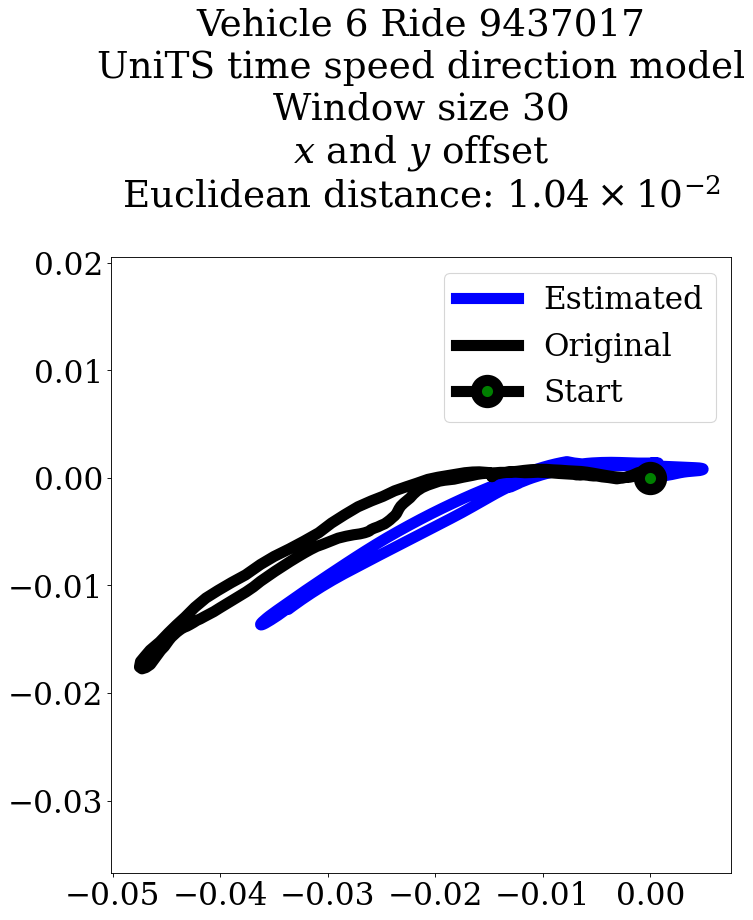 Vehicle 6 Ride 9437017
UniTS time speed direction model
Window size 30
x and y offset
Euclidean distance: 1.04 × 10⁻²
0.02
0.01
0.00
−0.01
−0.02
−0.03
Estimated
Original
Start
−0.05 −0.04 −0.03 −0.02 −0.01 0.00